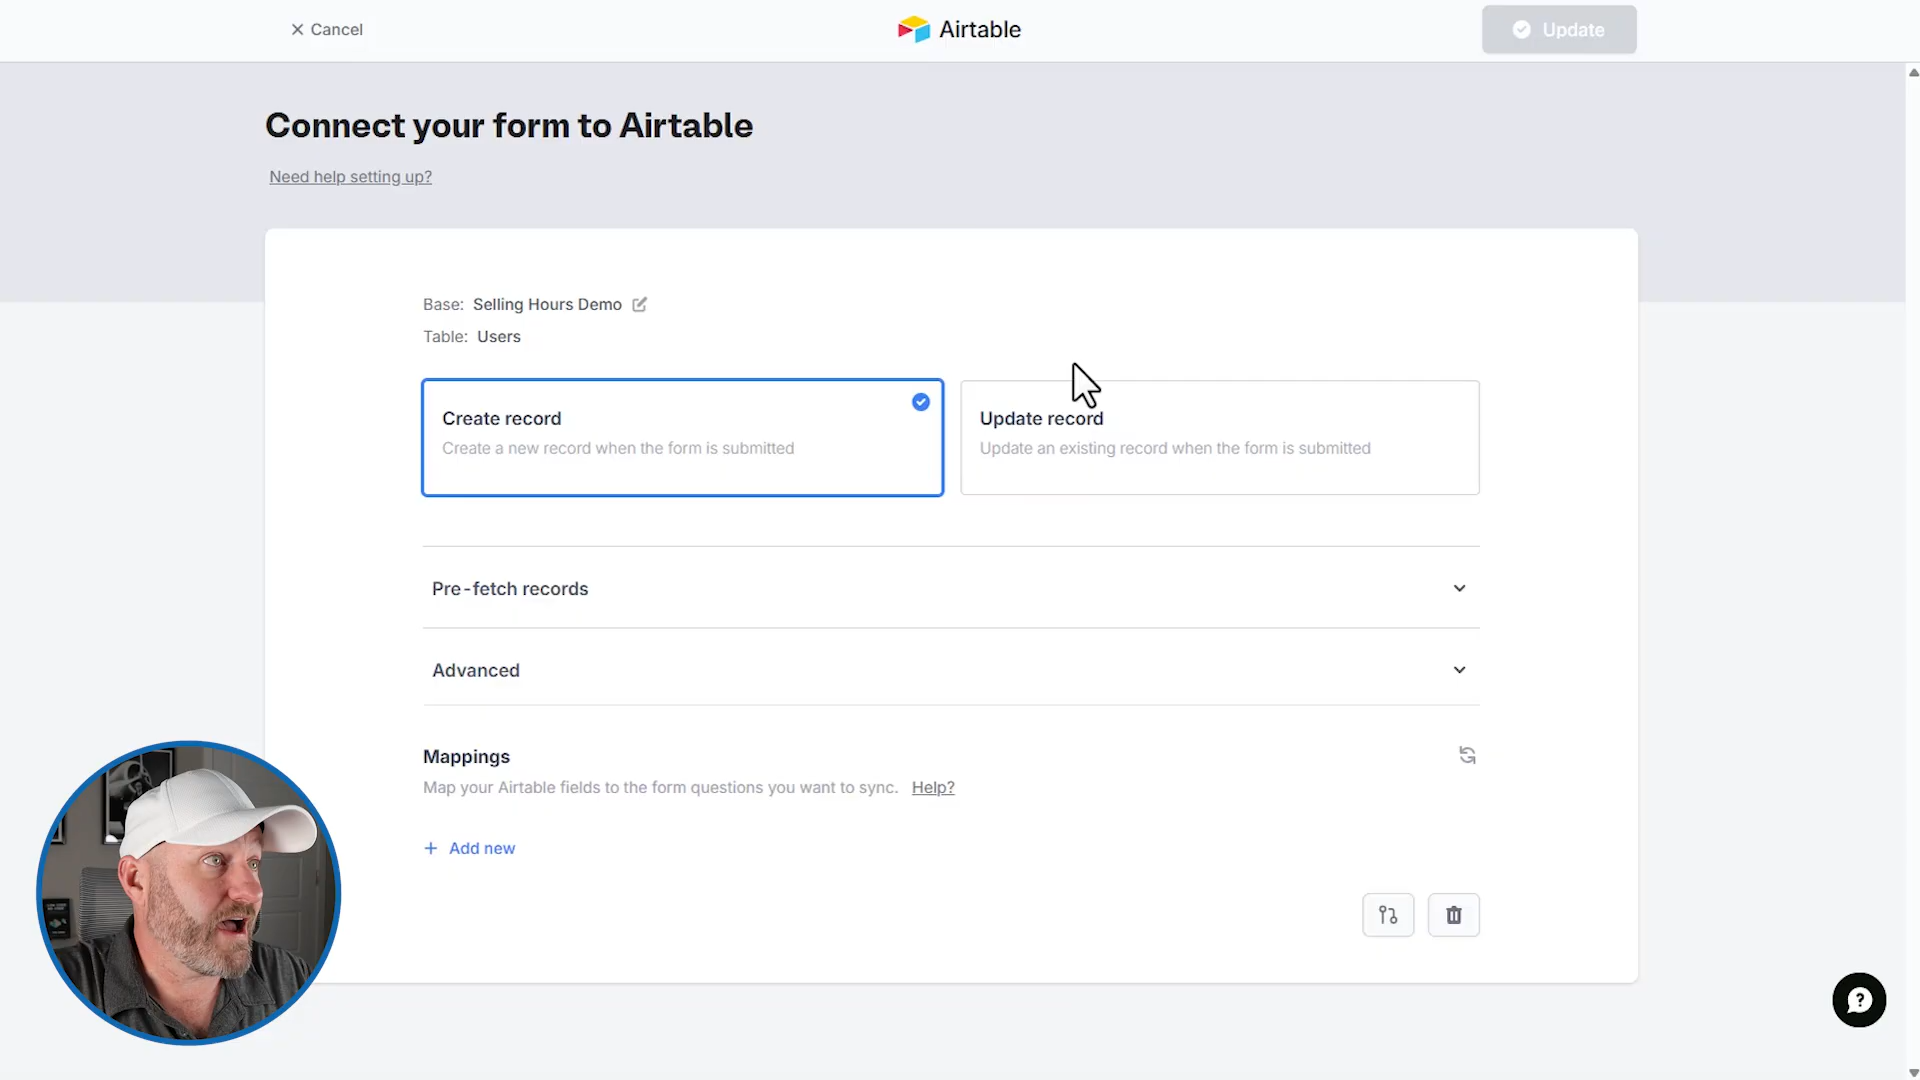 Cancel
Airtable
Update
Connect your form to Airtable
Need help setting up?
Base: Selling Hours Demo
Table: Users
Create record
Create a new record when the form is submitted
Update record
Update an existing record when the form is submitted
Pre-fetch records
Advanced
Mappings
Map your Airtable fields to the form questions you want to sync. Help?
+ Add new